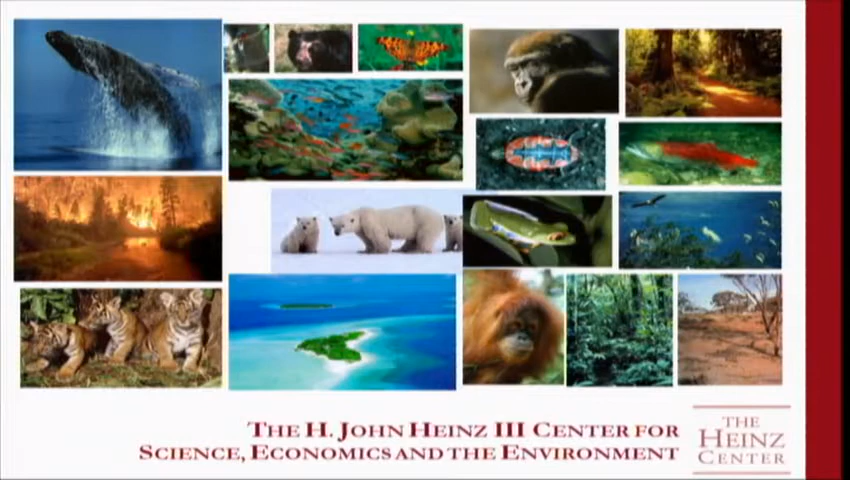 THE H. JOHN HEINZ III CENTER FOR
SCIENCE, ECONOMICS AND THE ENVIRONMENT
THE
HEINZ
CENTER